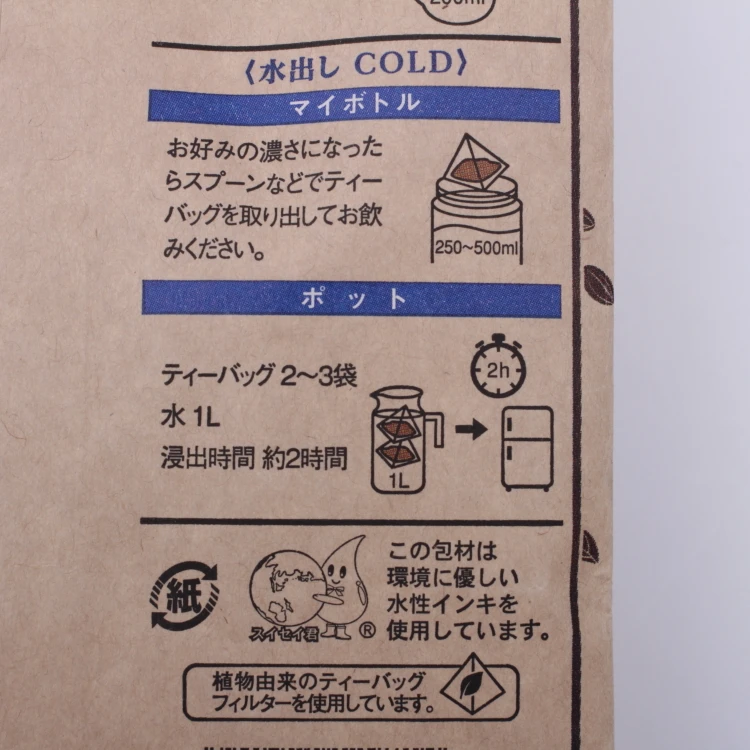 〈水出し COLD〉
マイボトル
お好みの濃さになった
らスプーンなどでティー
バッグを取り出してお飲
みください。
250〜500ml
ポット
ティーバッグ 2〜3袋
水 1L
浸出時間 約2時間
2h
1L
紙
スイセイ君®
この包材は
環境に優しい
水性インキを
使用しています。
植物由来のティーバッグ
フィルターを使用しています。